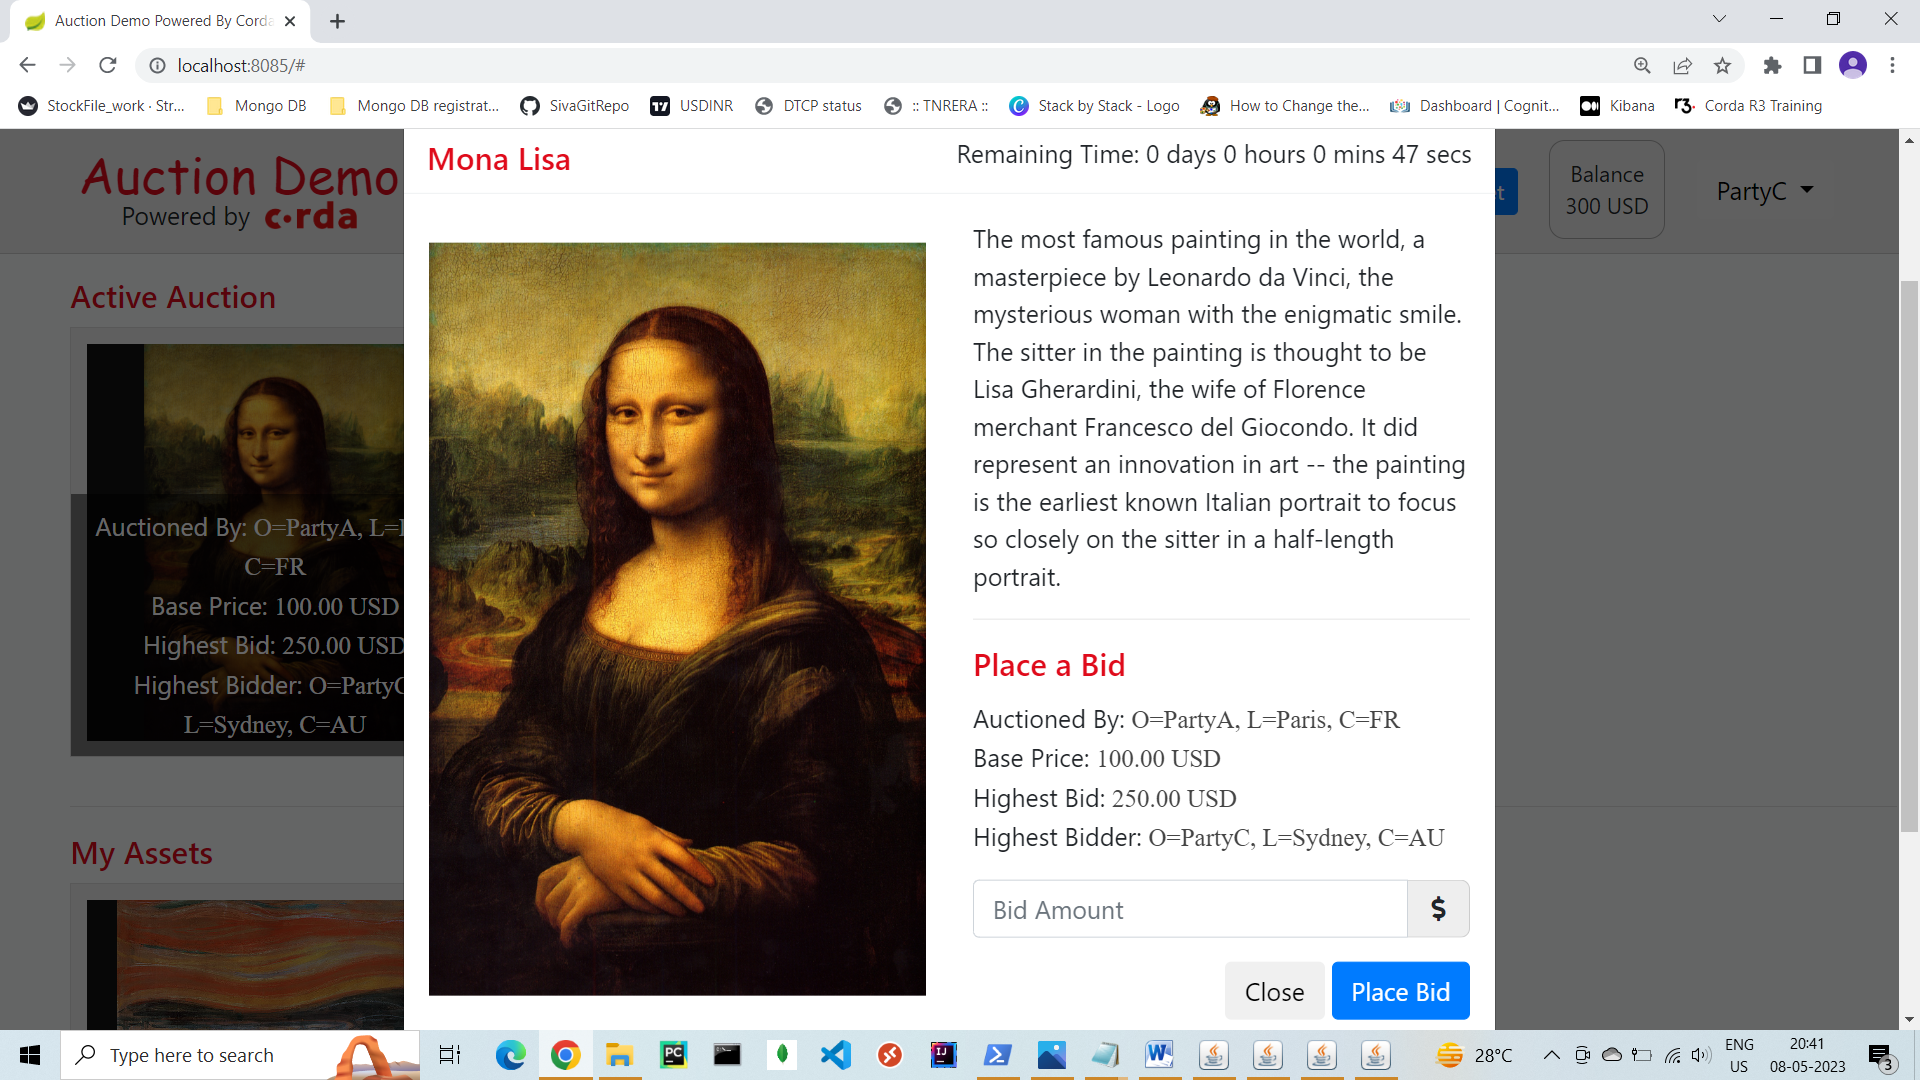 Auction Demo Powered By Corda
localhost:8085/#
StockFile_work · Str...
Mongo DB
Mongo DB registrat...
SivaGitRepo
USDINR
DTCP status
:: TNRERA ::
Stack by Stack - Logo
How to Change the...
Dashboard | Cognit...
Kibana
Corda R3 Training
Auction Demo
Powered by c·rda
Balance
300 USD
PartyC
Mona Lisa
Remaining Time: 0 days 0 hours 0 mins 47 secs
Active Auction
Auctioned By: O=PartyA,
C=FR
Base Price: 100.00 USD
Highest Bid: 250.00 USD
Highest Bidder: O=PartyC
L=Sydney, C=AU
My Assets
The most famous painting in the world, a
masterpiece by Leonardo da Vinci, the
mysterious woman with the enigmatic smile.
The sitter in the painting is thought to be
Lisa Gherardini, the wife of Florence
merchant Francesco del Giocondo. It did
represent an innovation in art -- the painting
is the earliest known Italian portrait to focus
so closely on the sitter in a half-length
portrait.
Place a Bid
Auctioned By: O=PartyA, L=Paris, C=FR
Base Price: 100.00 USD
Highest Bid: 250.00 USD
Highest Bidder: O=PartyC, L=Sydney, C=AU
Bid Amount
$
Close
Place Bid
Type here to search
28°C
ENG
US
20:41
08-05-2023
3